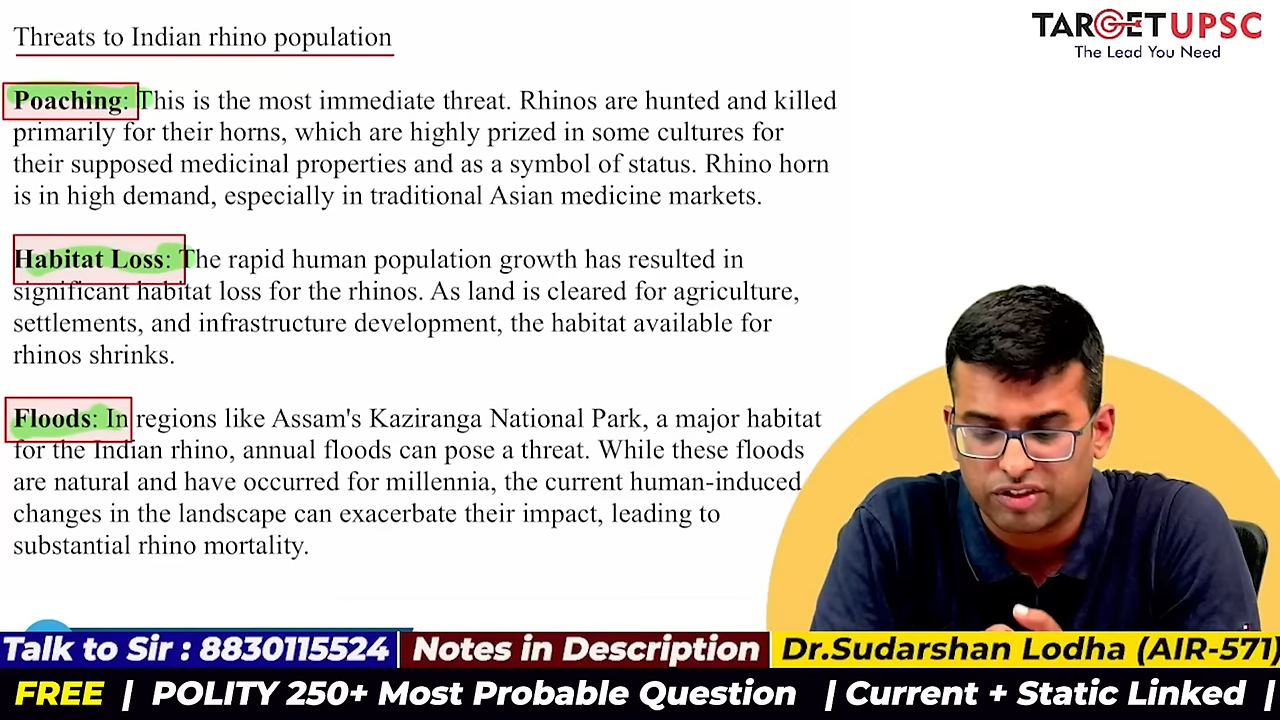 Threats to Indian rhino population
TARGET UPSC
The Lead You Need
Poaching: This is the most immediate threat. Rhinos are hunted and killed
primarily for their horns, which are highly prized in some cultures for
their supposed medicinal properties and as a symbol of status. Rhino horn
is in high demand, especially in traditional Asian medicine markets.
Habitat Loss: The rapid human population growth has resulted in
significant habitat loss for the rhinos. As land is cleared for agriculture,
settlements, and infrastructure development, the habitat available for
rhinos shrinks.
Floods: In regions like Assam's Kaziranga National Park, a major habitat
for the Indian rhino, annual floods can pose a threat. While these floods
are natural and have occurred for millennia, the current human-induced
changes in the landscape can exacerbate their impact, leading to
substantial rhino mortality.
Talk to Sir : 8830115524 Notes in Description Dr.Sudarshan Lodha (AIR-571)
FREE | POLITY 250+ Most Probable Question | Current + Static Linked |